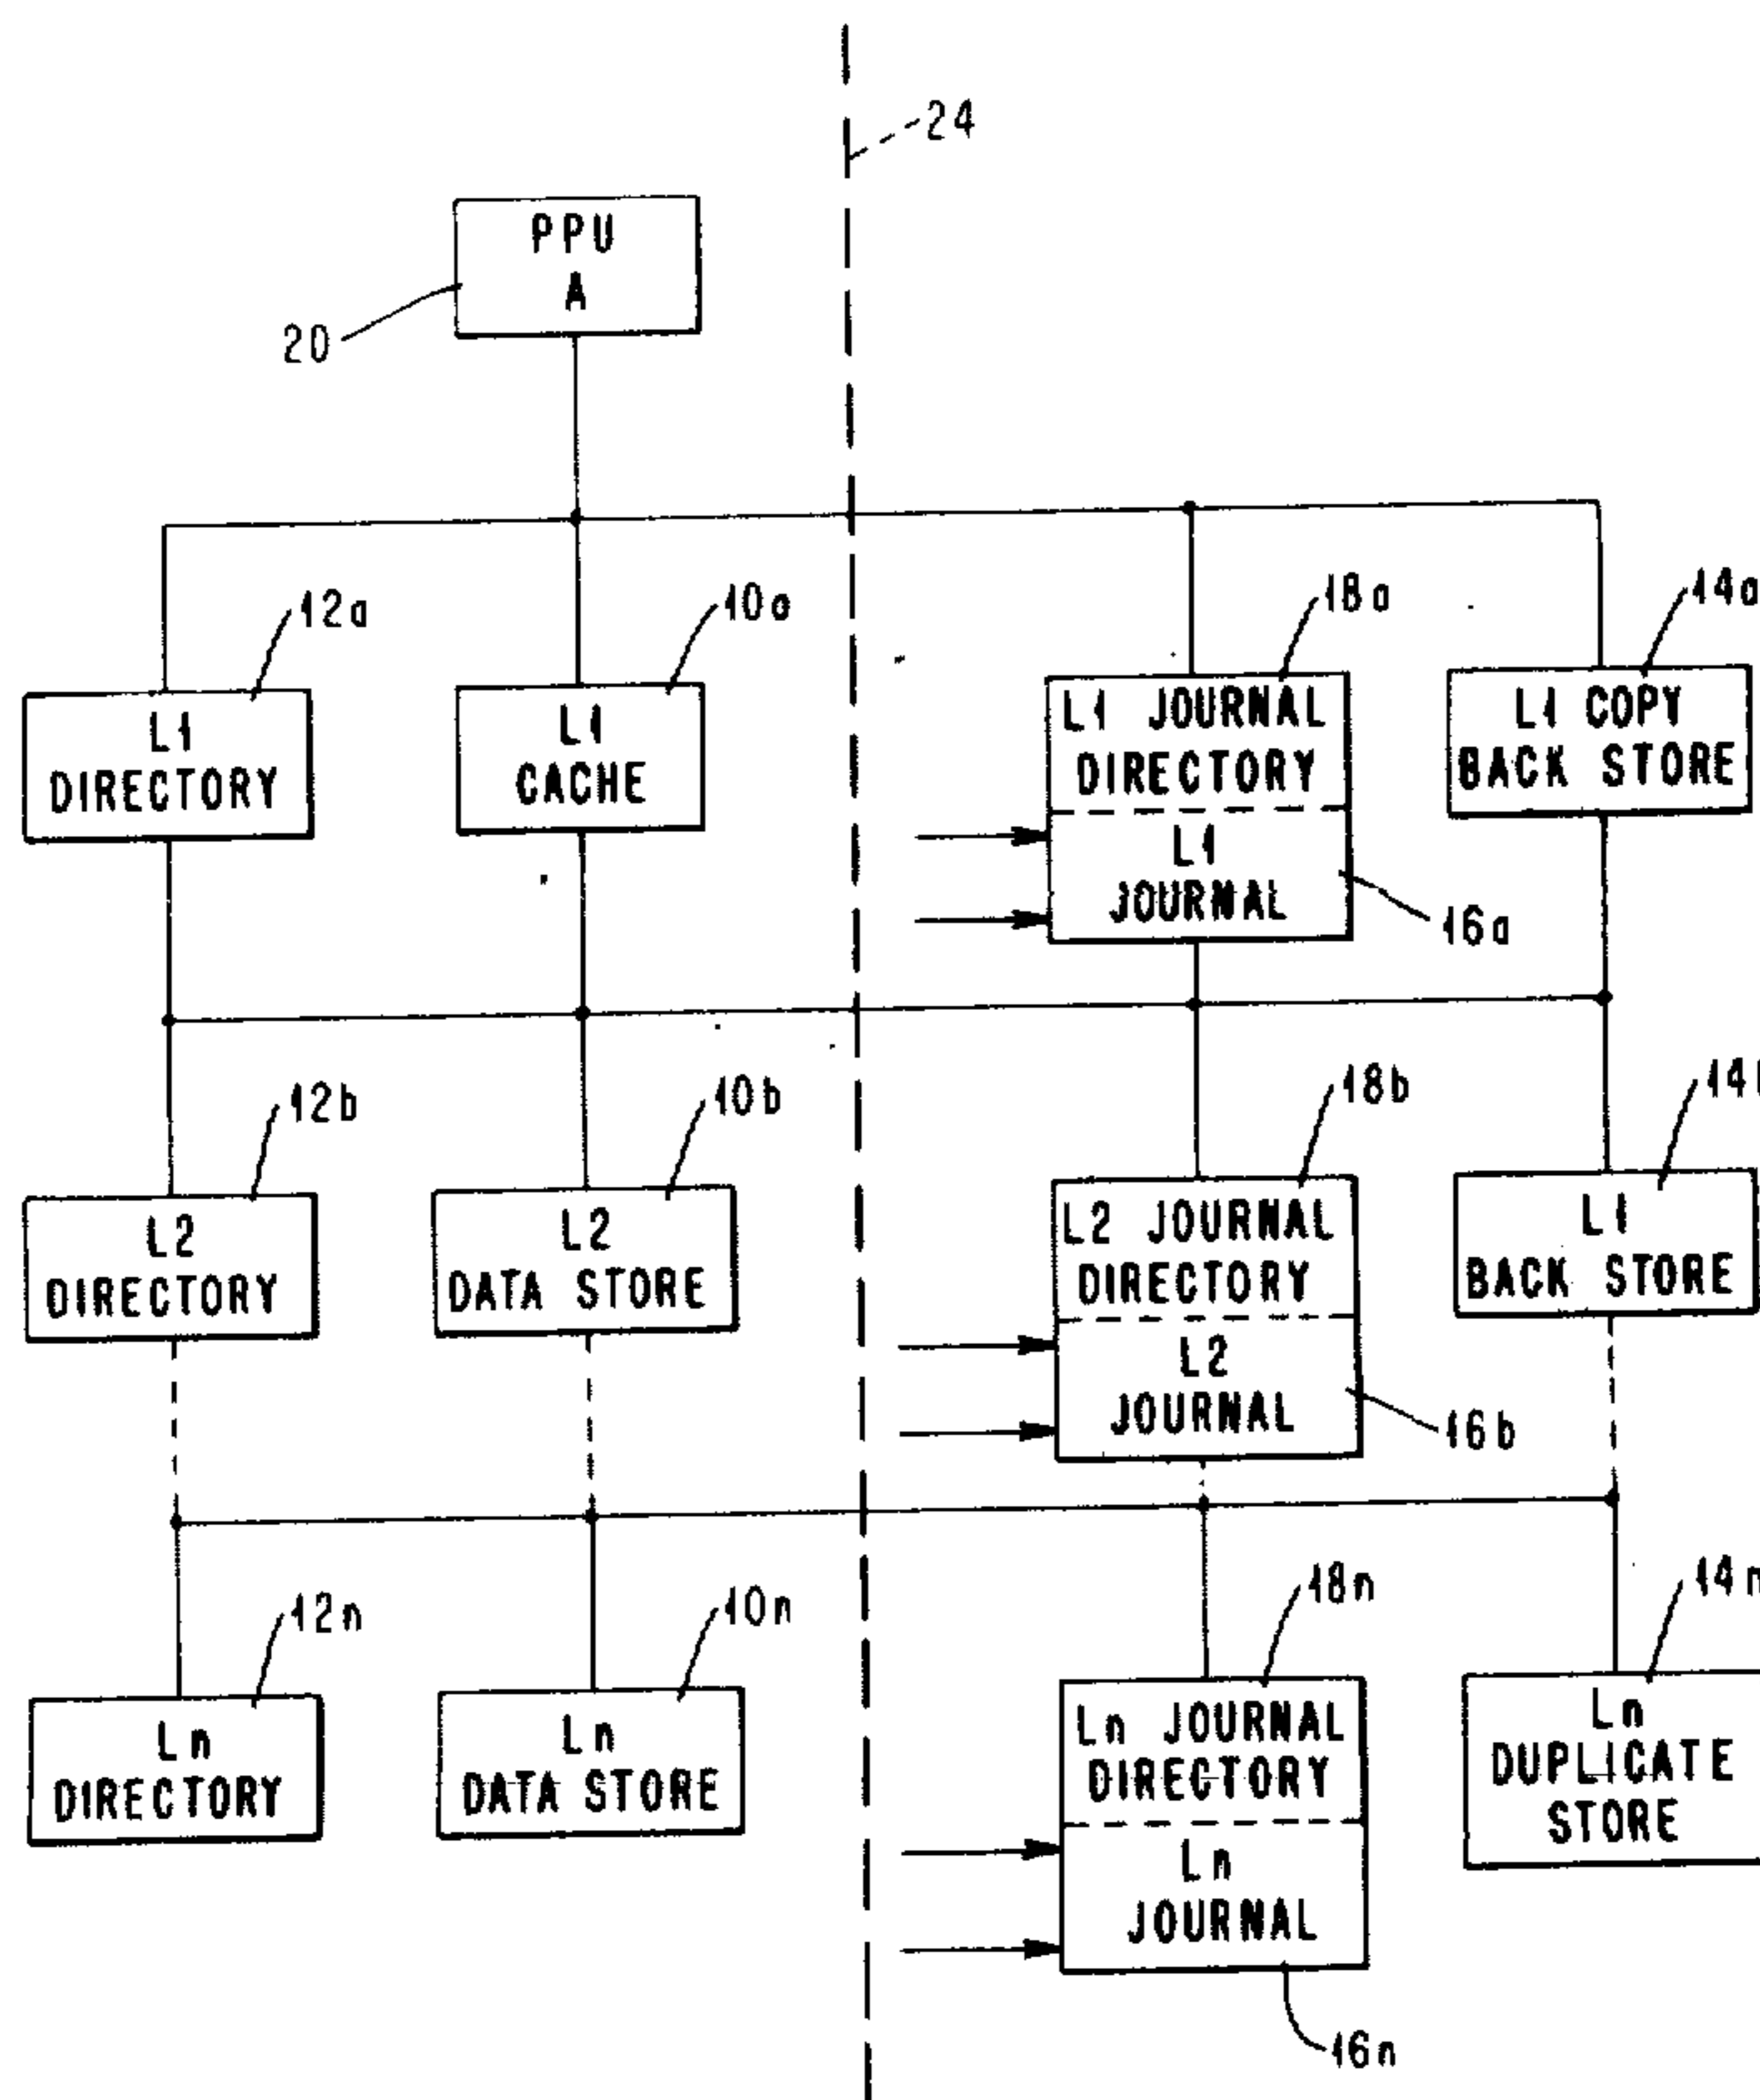 24
PPU
A
20
12a
10a
18a
14a
L1
DIRECTORY
L1
CACHE
L1 JOURNAL
DIRECTORY
L1
JOURNAL
L1 COPY
BACK STORE
16a
12b
10b
18b
L2
DIRECTORY
L2
DATA STORE
L2 JOURNAL
DIRECTORY
L2
JOURNAL
L1
BACK STORE
16b
12n
10n
18n
14n
Ln
DIRECTORY
Ln
DATA STORE
Ln JOURNAL
DIRECTORY
Ln
JOURNAL
Ln
DUPLICATE
STORE
16n